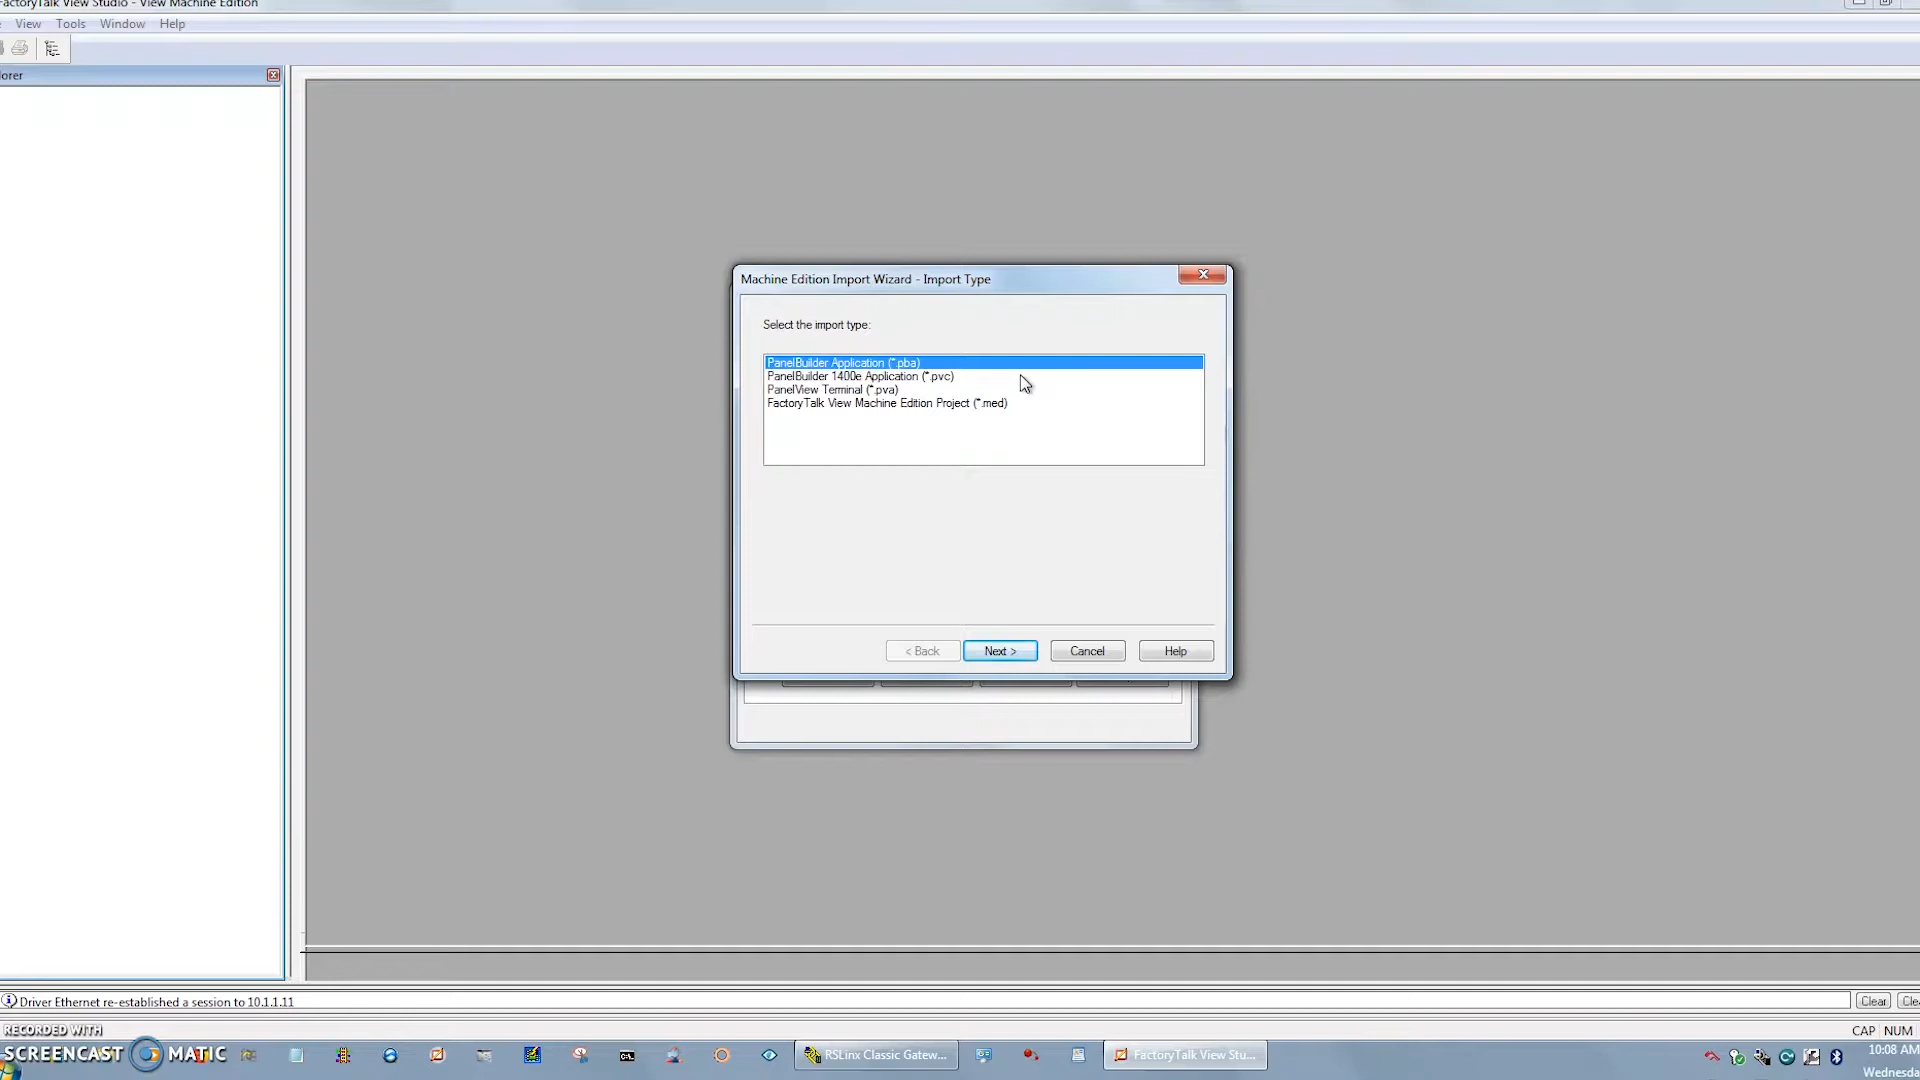 FactoryTalk View Studio - View Machine Edition
View Tools Window Help
orer
Machine Edition Import Wizard - Import Type
Select the import type:
PanelBuilder Application (*.pba)
PanelBuilder 1400e Application (*.pvc)
PanelView Terminal (*.pva)
FactoryTalk View Machine Edition Project (*.med)
< Back Next > Cancel Help
Driver Ethernet re-established a session to 10.1.1.11
Clear Cle
RECORDED WITH
CAP NUM
SCREENCAST MATIC
RSLinx Classic Gatew...
FactoryTalk View Stu...
10:08 AM
Wednesday